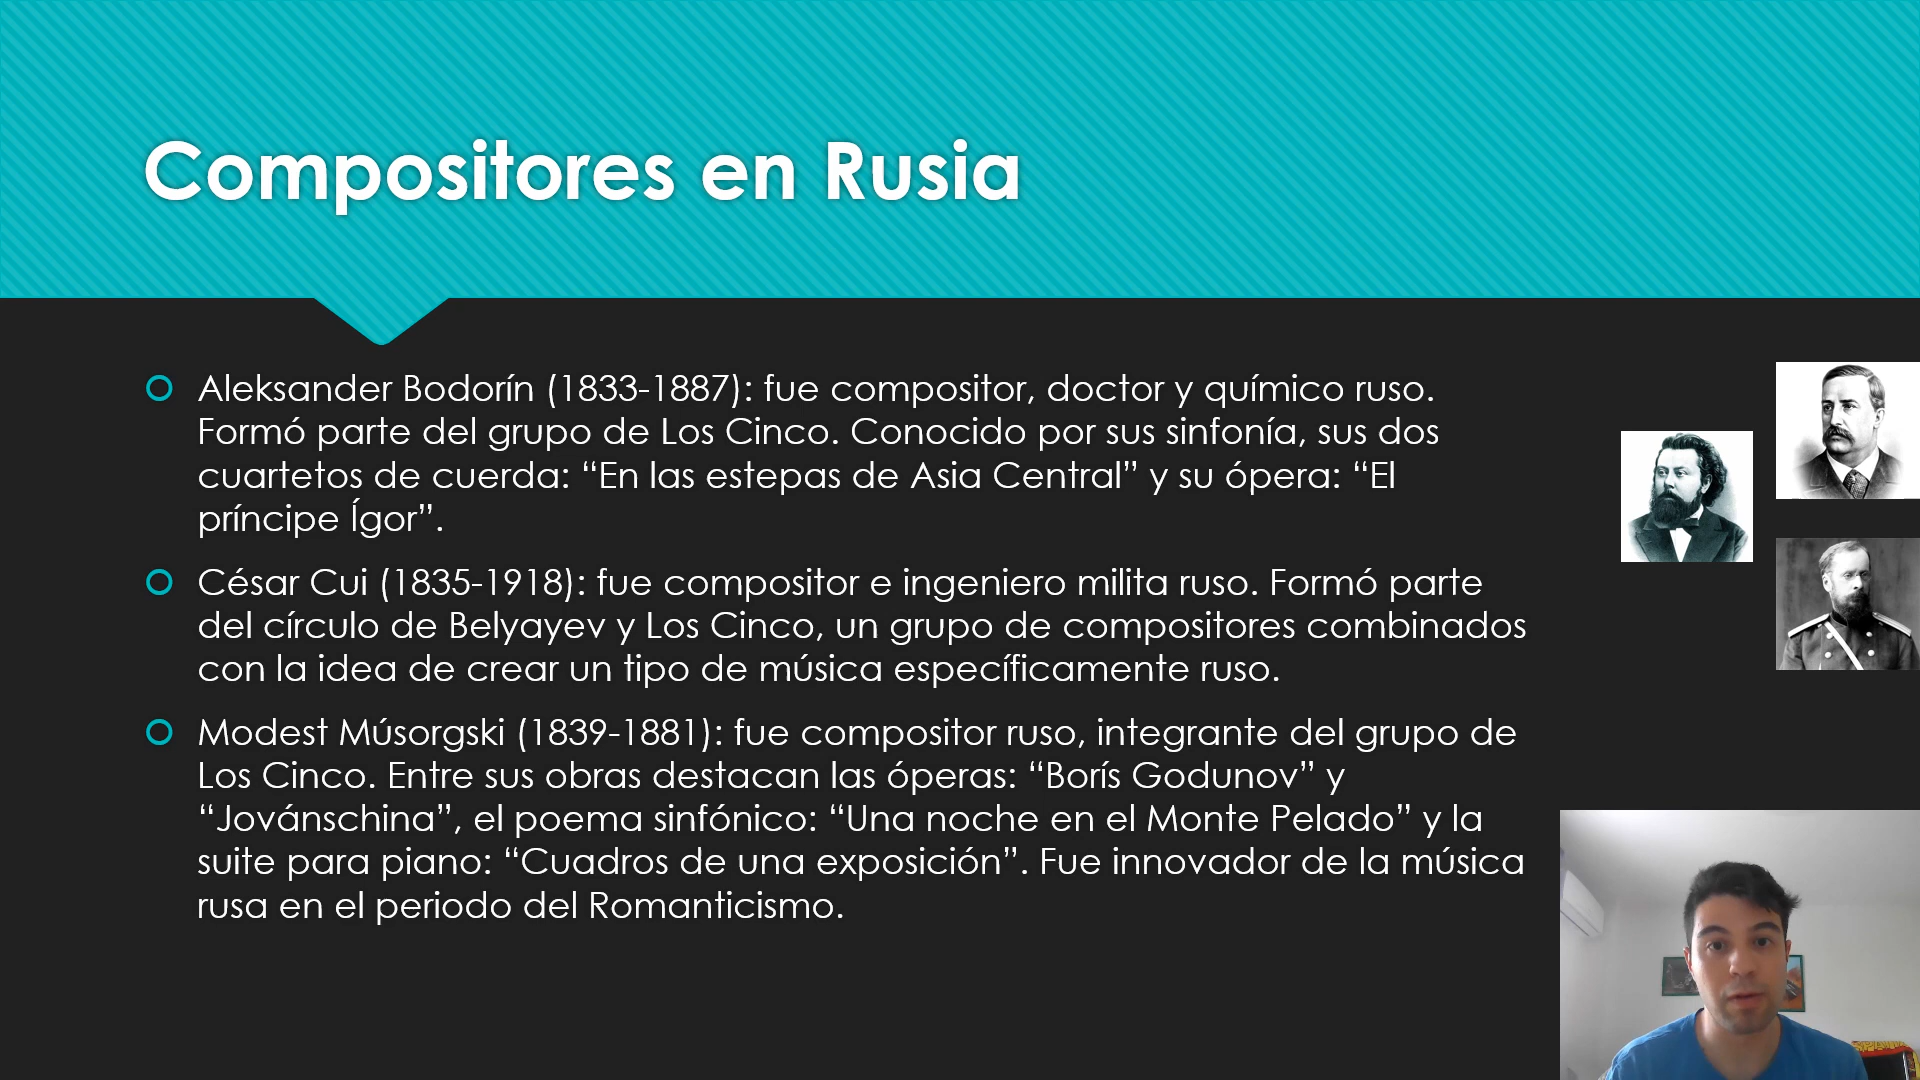 Compositores en Rusia
Aleksander Bodorín (1833-1887): fue compositor, doctor y químico ruso.
Formó parte del grupo de Los Cinco. Conocido por sus sinfonía, sus dos
cuartetos de cuerda: “En las estepas de Asia Central” y su ópera: “El
príncipe Ígor”.
César Cui (1835-1918): fue compositor e ingeniero milita ruso. Formó parte
del círculo de Belyayev y Los Cinco, un grupo de compositores combinados
con la idea de crear un tipo de música específicamente ruso.
Modest Músorgski (1839-1881): fue compositor ruso, integrante del grupo de
Los Cinco. Entre sus obras destacan las óperas: “Borís Godunov” y
“Jovánschina”, el poema sinfónico: “Una noche en el Monte Pelado” y la
suite para piano: “Cuadros de una exposición”. Fue innovador de la música
rusa en el periodo del Romanticismo.